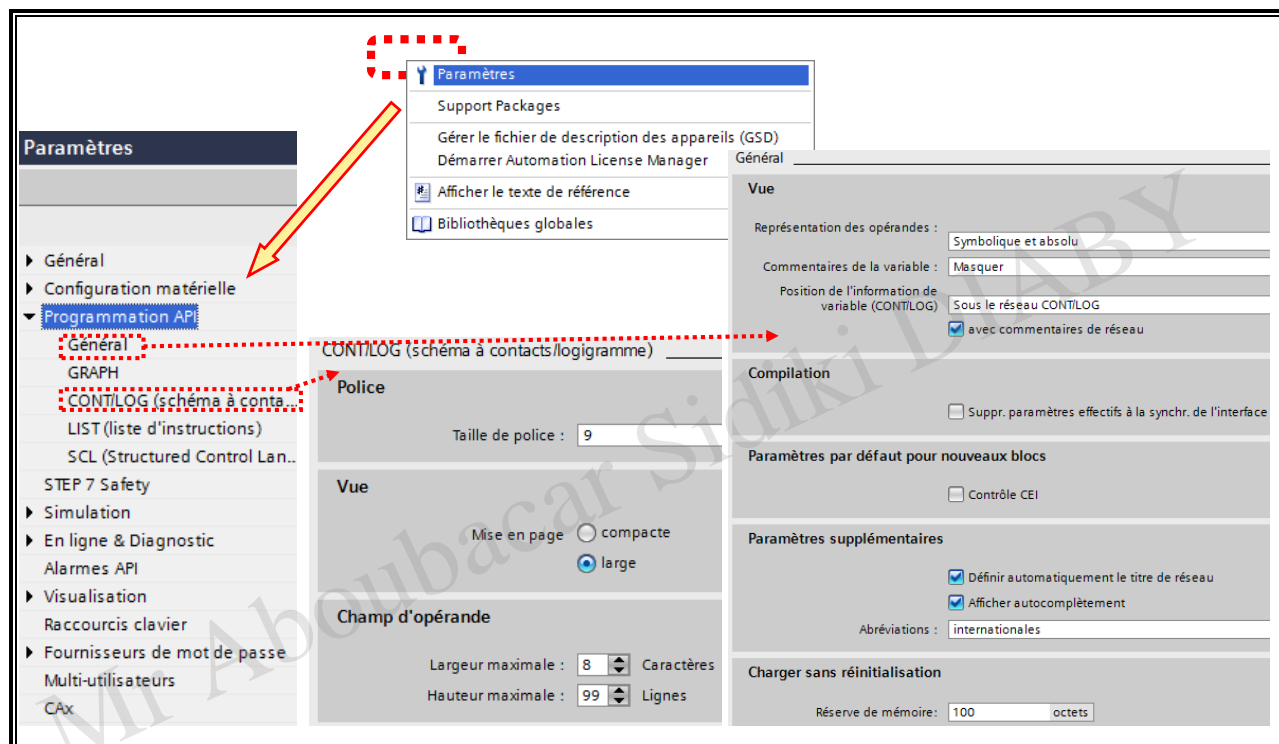 Paramètres
Support Packages
Gérer le fichier de description des appareils (GSD)
Démarrer Automation License Manager
Afficher le texte de référence
Bibliothèques globales
Paramètres
Général
Configuration matérielle
Programmation API
Général
GRAPH
CONT/LOG (schéma à conta...
LIST (liste d'instructions)
SCL (Structured Control Lan...
STEP 7 Safety
Simulation
En ligne & Diagnostic
Alarmes API
Visualisation
Raccourcis clavier
Fournisseurs de mot de passe
Multi-utilisateurs
CAx
CONT/LOG (schéma à contacts/logigramme)
Police
Taille de police : 9
Vue
Mise en page compacte
large
Champ d'opérande
Largeur maximale : 8 Caractères
Hauteur maximale : 99 Lignes
Général
Vue
Représentation des opérandes :
Symbolique et absolu
Commentaires de la variable : Masquer
Position de l'information de
variable (CONT/LOG) Sous le réseau CONT/LOG
avec commentaires de réseau
Compilation
Suppr. paramètres effectifs à la synchr. de l'interface
Paramètres par défaut pour nouveaux blocs
Contrôle CEI
Paramètres supplémentaires
Définir automatiquement le titre de réseau
Afficher autocomplètement
Abréviations : internationales
Charger sans réinitialisation
Réserve de mémoire: 100 octets
Mr Aboubacar Sidiki DIABY